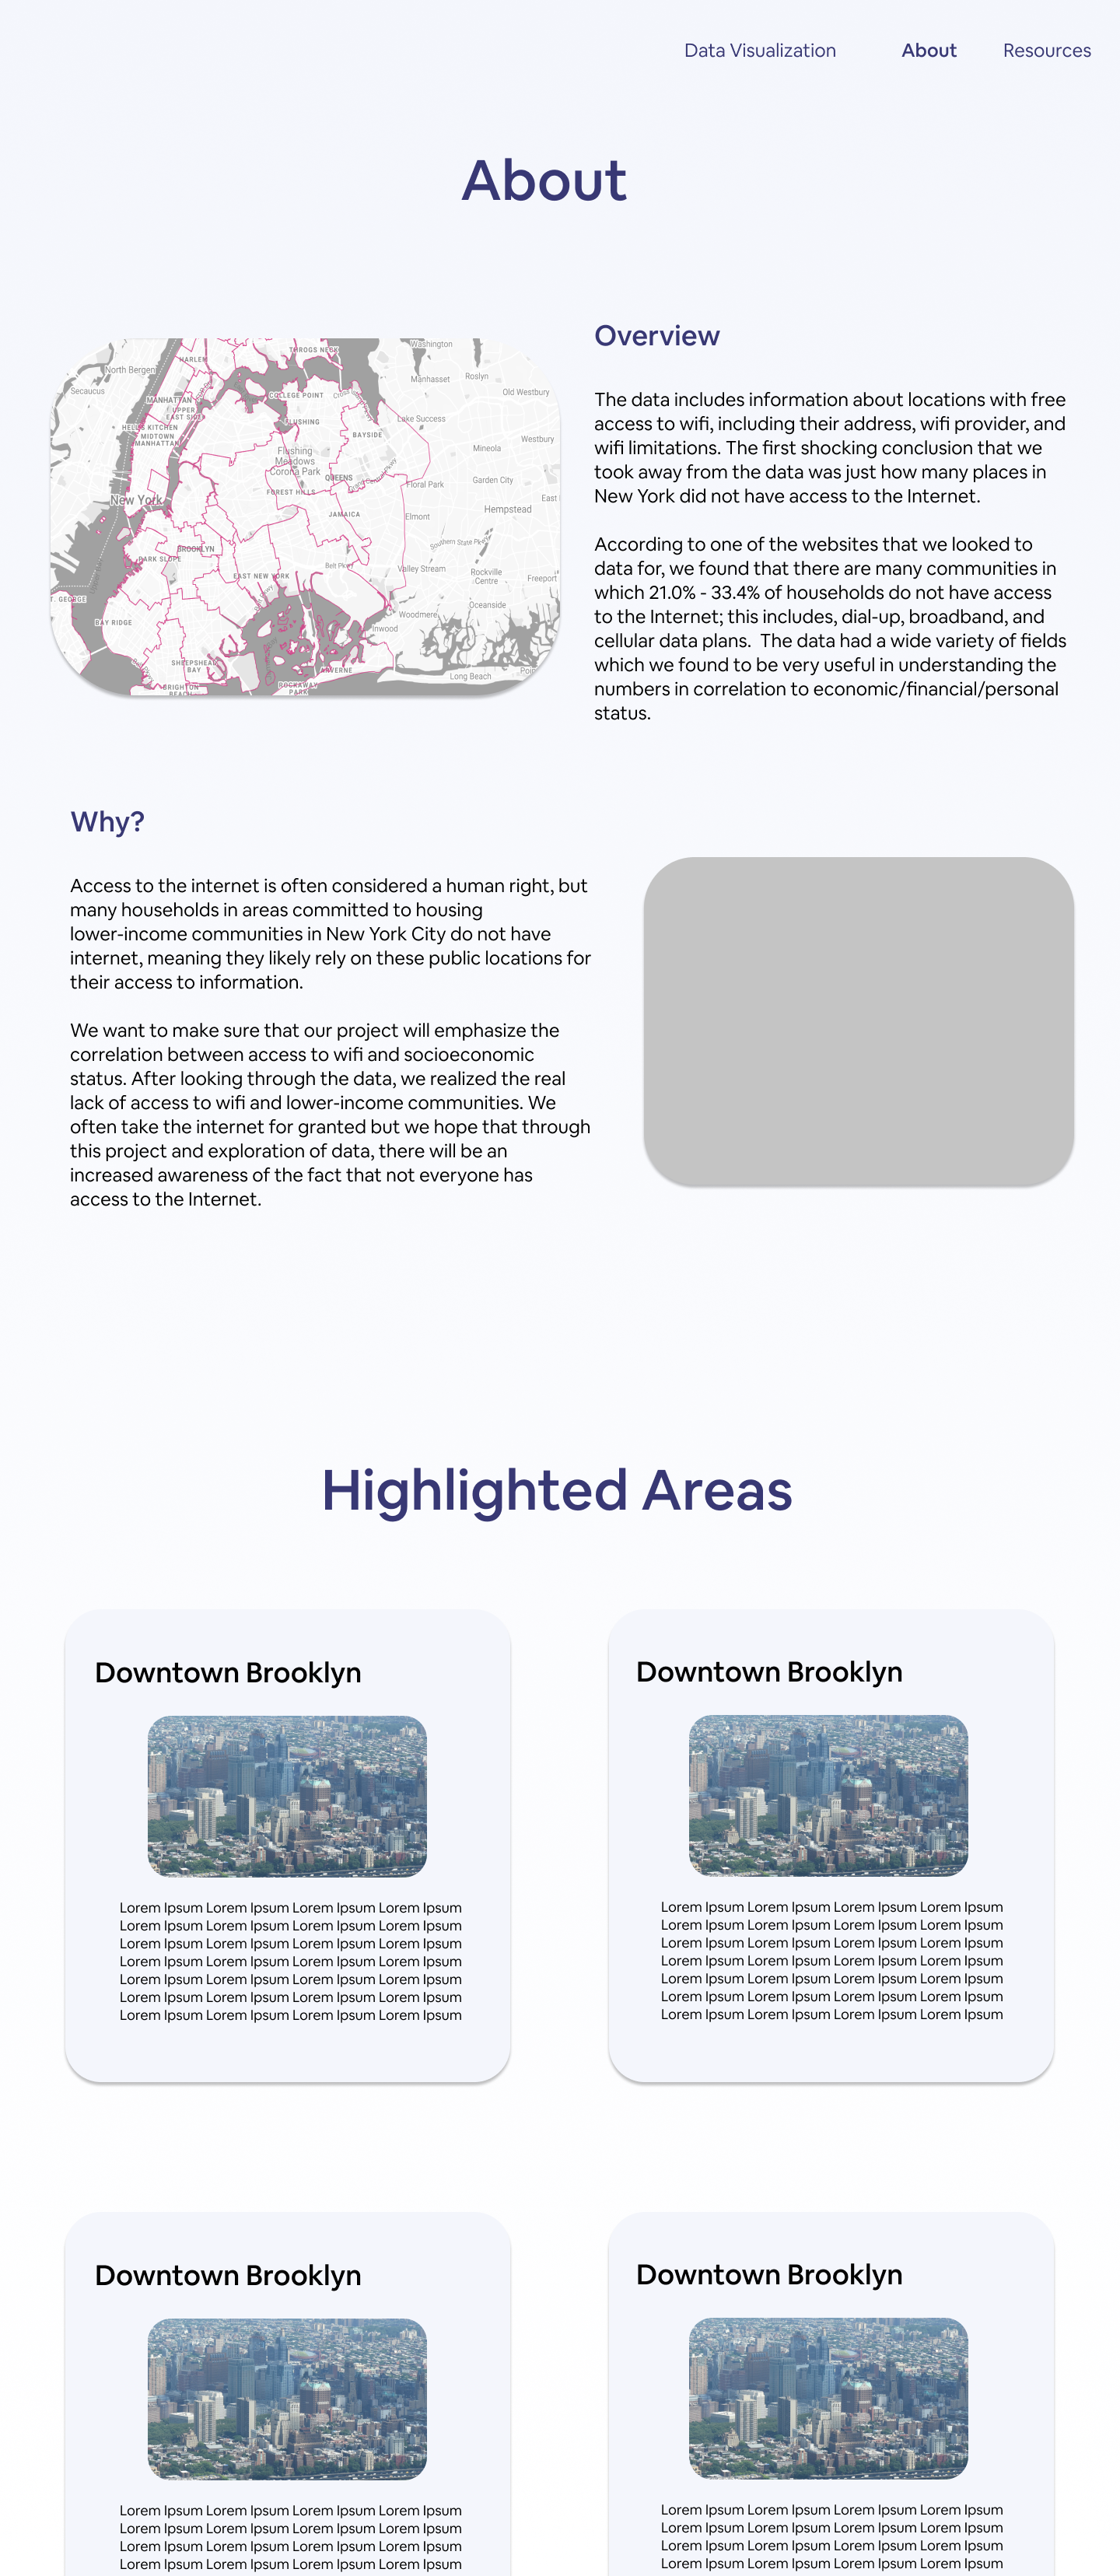 Data Visualization About Resources
About
Washington
THROGS NECK
HARLEM
North Bergen
Manhasset
Roslyn
Secaucus
Old Westbury
COLLEGE POINT
MANHATTAN
UPPER
EAST SIDE
Lake Success
HELL'S KITCHEN
FLUSHING
MIDTOWN
MANHATTAN
BAYSIDE
Westbury
Mineola
Flushing
Meadows
Corona Park
QUEENS
Garden City
Floral Park
FOREST HILLS
New York
East
Hempstead
JAMAICA
Elmont
Southern State Pkwy
BROOKLYN
PARK SLOPE
Belt Pkwy
Valley Stream
EAST NEW YORK
Rockville
Centre
Freeport
T. GEORGE
Oceanside
Woodmere
BAY RIDGE
Inwood
SHEEPSHEAD
BAY
ARVERNE
Long Beach
BRIGHTON
BEACH
ROCKAWAY
PARK
Overview
The data includes information about locations with free
access to wifi, including their address, wifi provider, and
wifi limitations. The first shocking conclusion that we
took away from the data was just how many places in
New York did not have access to the Internet.
According to one of the websites that we looked to
data for, we found that there are many communities in
which 21.0% - 33.4% of households do not have access
to the Internet; this includes, dial-up, broadband, and
cellular data plans.  The data had a wide variety of fields
which we found to be very useful in understanding the
numbers in correlation to economic/financial/personal
status.
Why?
Access to the internet is often considered a human right, but
many households in areas committed to housing
lower-income communities in New York City do not have
internet, meaning they likely rely on these public locations for
their access to information.
We want to make sure that our project will emphasize the
correlation between access to wifi and socioeconomic
status. After looking through the data, we realized the real
lack of access to wifi and lower-income communities. We
often take the internet for granted but we hope that through
this project and exploration of data, there will be an
increased awareness of the fact that not everyone has
access to the Internet.
Highlighted Areas
Downtown Brooklyn
Lorem Ipsum Lorem Ipsum Lorem Ipsum Lorem Ipsum
Lorem Ipsum Lorem Ipsum Lorem Ipsum Lorem Ipsum
Lorem Ipsum Lorem Ipsum Lorem Ipsum Lorem Ipsum
Lorem Ipsum Lorem Ipsum Lorem Ipsum Lorem Ipsum
Lorem Ipsum Lorem Ipsum Lorem Ipsum Lorem Ipsum
Lorem Ipsum Lorem Ipsum Lorem Ipsum Lorem Ipsum
Lorem Ipsum Lorem Ipsum Lorem Ipsum Lorem Ipsum
Downtown Brooklyn
Lorem Ipsum Lorem Ipsum Lorem Ipsum Lorem Ipsum
Lorem Ipsum Lorem Ipsum Lorem Ipsum Lorem Ipsum
Lorem Ipsum Lorem Ipsum Lorem Ipsum Lorem Ipsum
Lorem Ipsum Lorem Ipsum Lorem Ipsum Lorem Ipsum
Lorem Ipsum Lorem Ipsum Lorem Ipsum Lorem Ipsum
Lorem Ipsum Lorem Ipsum Lorem Ipsum Lorem Ipsum
Lorem Ipsum Lorem Ipsum Lorem Ipsum Lorem Ipsum
Downtown Brooklyn
Lorem Ipsum Lorem Ipsum Lorem Ipsum Lorem Ipsum
Lorem Ipsum Lorem Ipsum Lorem Ipsum Lorem Ipsum
Lorem Ipsum Lorem Ipsum Lorem Ipsum Lorem Ipsum
Lorem Ipsum Lorem Ipsum Lorem Ipsum Lorem Ipsum
Downtown Brooklyn
Lorem Ipsum Lorem Ipsum Lorem Ipsum Lorem Ipsum
Lorem Ipsum Lorem Ipsum Lorem Ipsum Lorem Ipsum
Lorem Ipsum Lorem Ipsum Lorem Ipsum Lorem Ipsum
Lorem Ipsum Lorem Ipsum Lorem Ipsum Lorem Ipsum